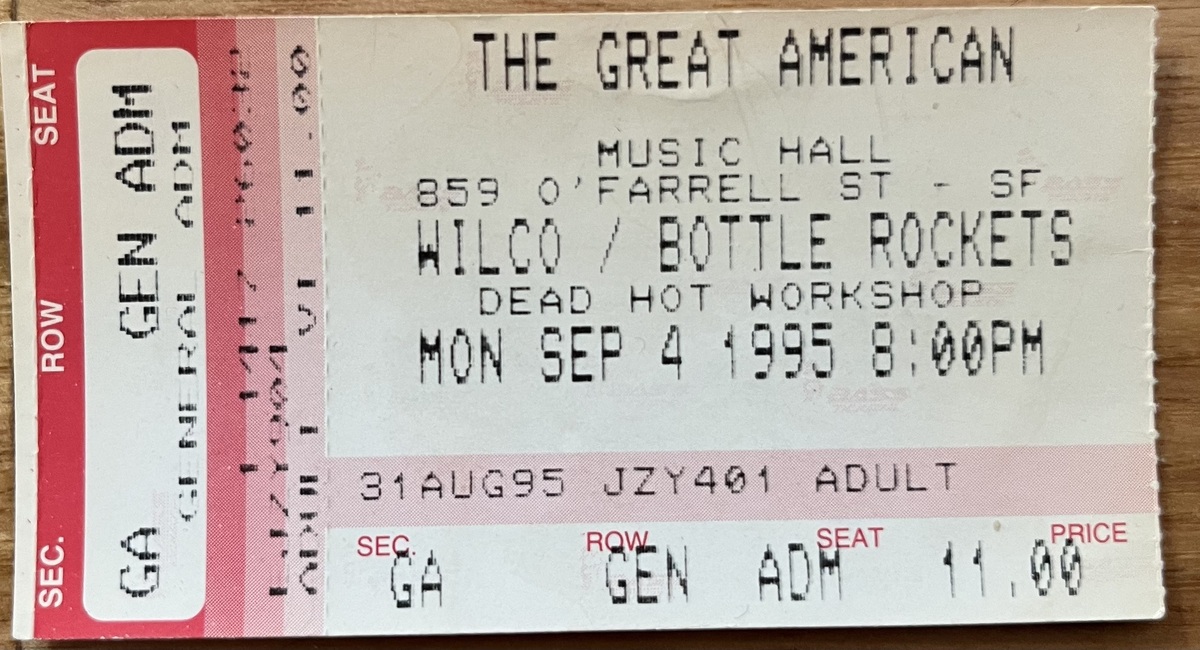 THE GREAT AMERICAN
MUSIC HALL
859 O'FARRELL ST - SF
WILCO / BOTTLE ROCKETS
DEAD HOT WORKSHOP
MON SEP 4 1995 8:00PM
31AUG95 JZY401 ADULT
SEC. ROW SEAT PRICE
GA GEN ADM 11.00
SEC. ROW SEAT
GA GEN ADM
GENERAL ADM